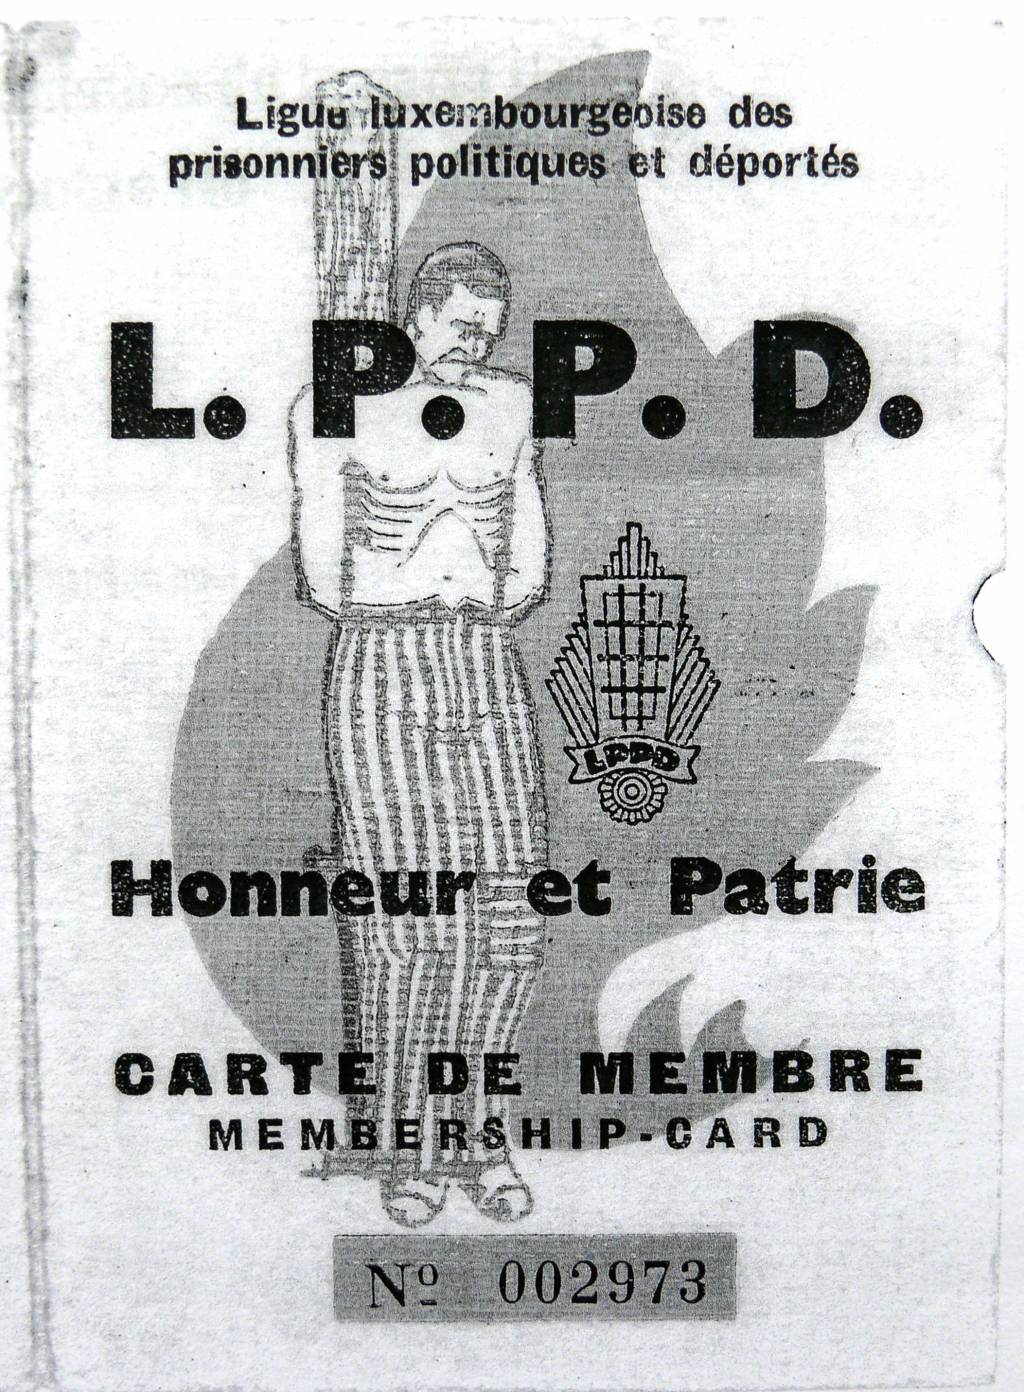 Ligue luxembourgeoise des
prisonniers politiques et déportés
L. P. P. D.
LPPD
Honneur et Patrie
CARTE DE MEMBRE
MEMBERSHIP-CARD
Nº 002973